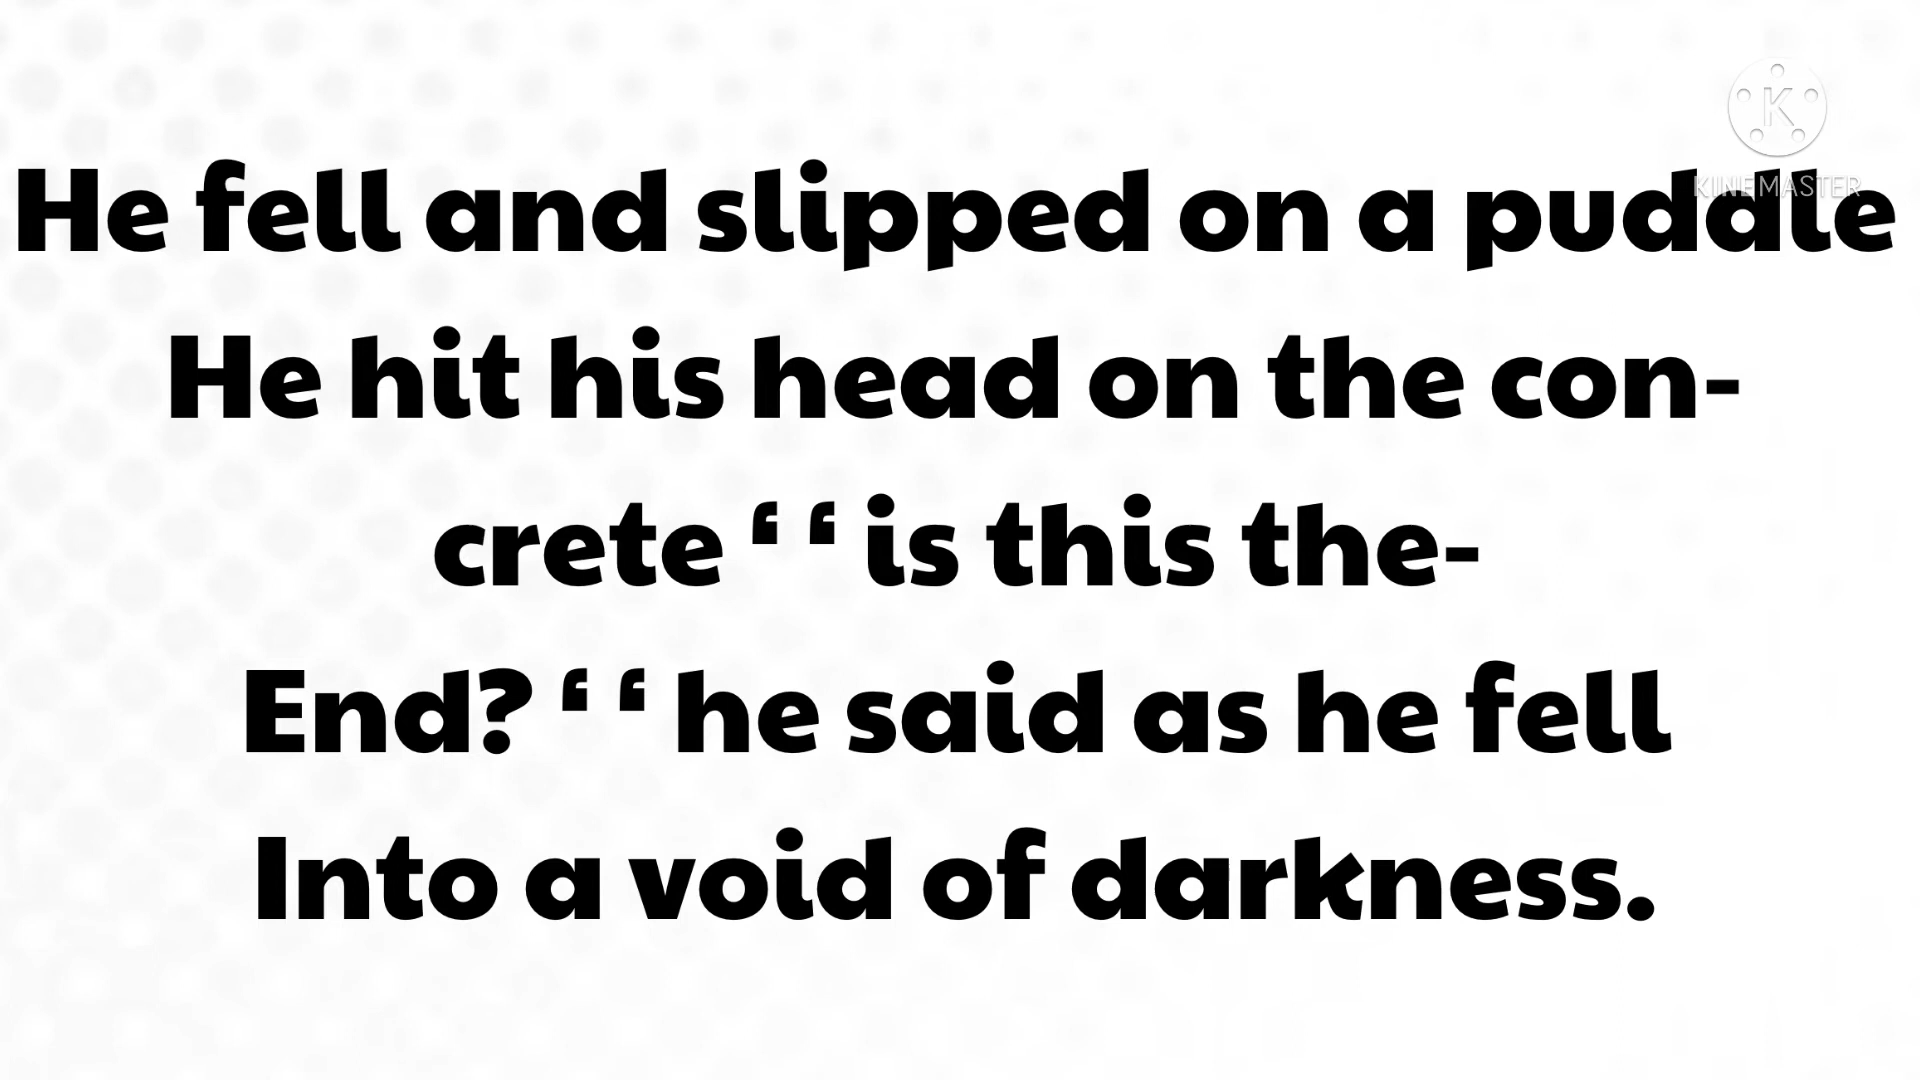 K
KINEMASTER
He fell and slipped on a puddle
He hit his head on the con-
crete ‘ ‘ is this the-
End? ‘ ‘ he said as he fell
Into a void of darkness.